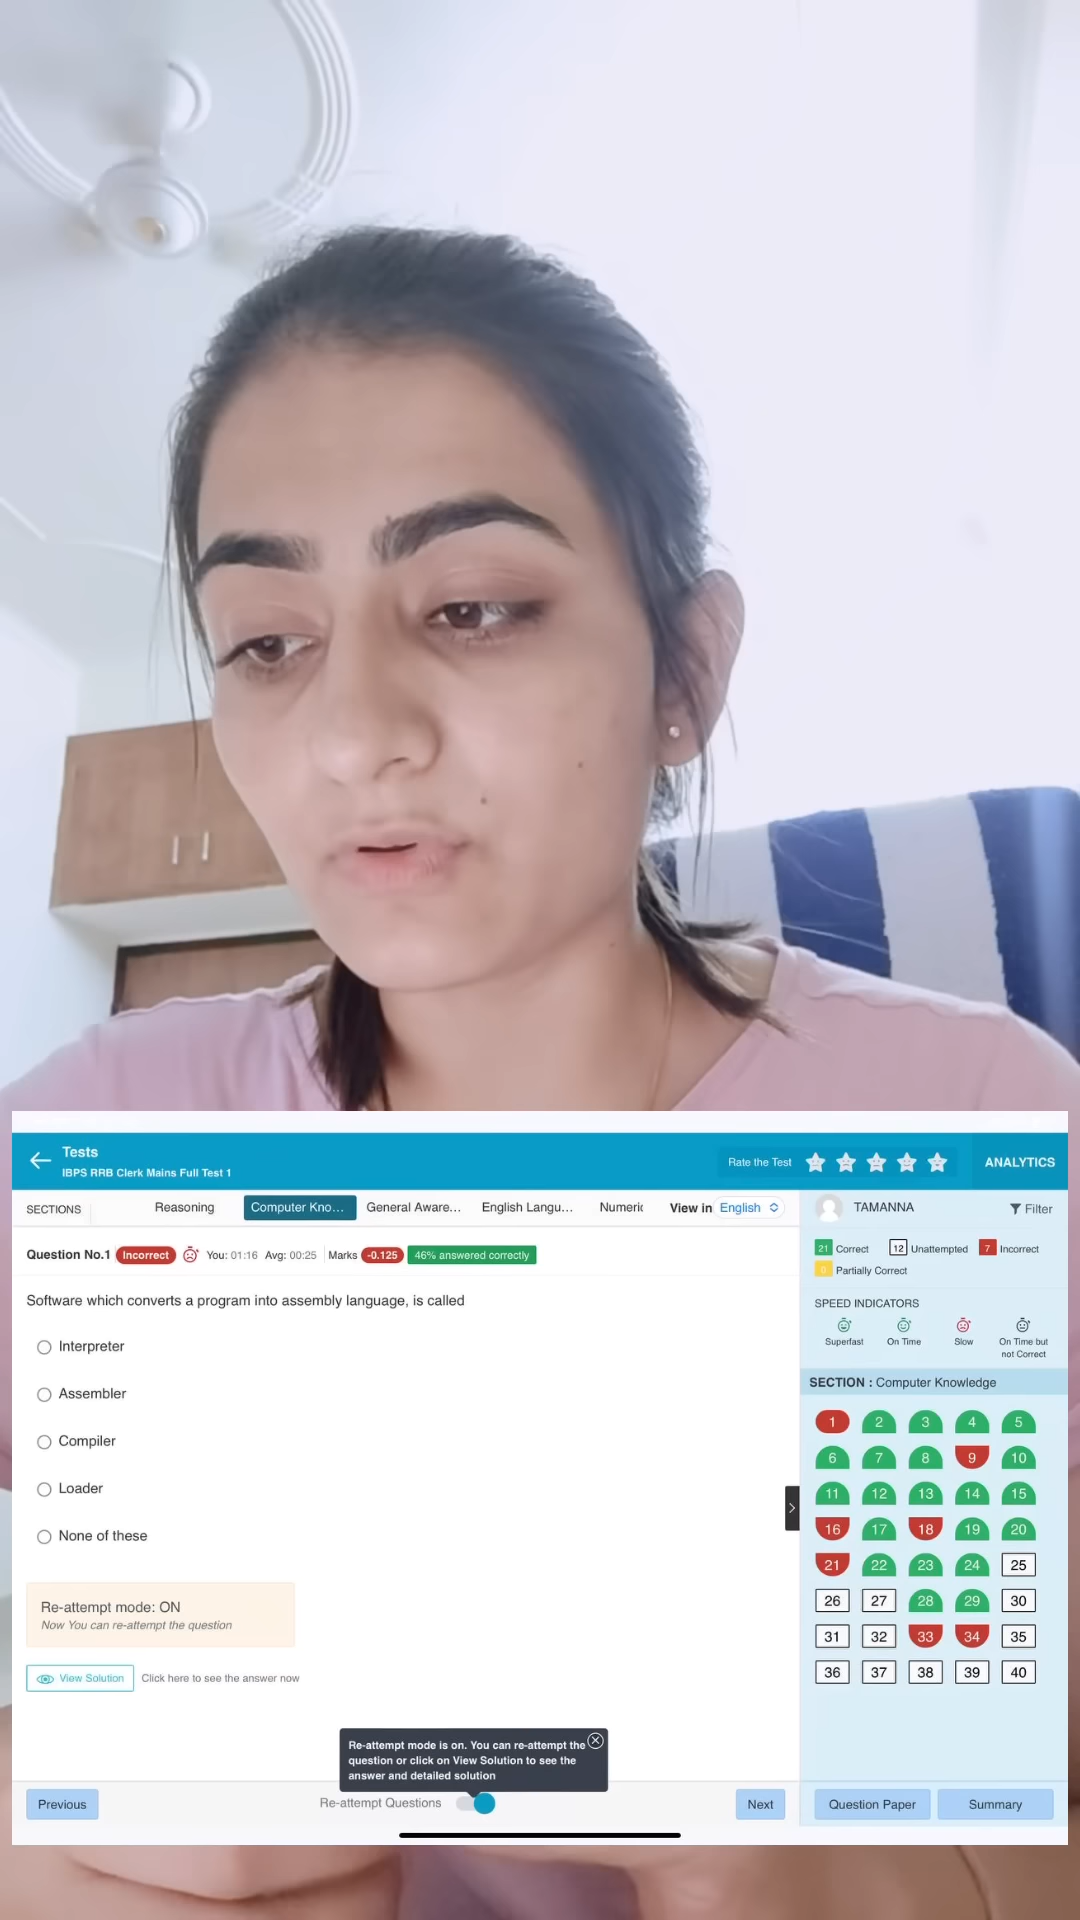 Tests
IBPS RRB Clerk Mains Full Test 1
Rate the Test
ANALYTICS
SECTIONS
Reasoning
Computer Kno...
General Aware...
English Langu...
Numeric
View in English
TAMANNA
Filter
Question No.1 Incorrect You: 01:16 Avg: 00:25 Marks -0.125 46% answered correctly
21 Correct 12 Unattempted 7 Incorrect
0 Partially Correct
Software which converts a program into assembly language, is called
Interpreter
Assembler
Compiler
Loader
None of these
SPEED INDICATORS
Superfast
On Time
Slow
On Time but
not Correct
SECTION : Computer Knowledge
1 2 3 4 5
6 7 8 9 10
11 12 13 14 15
16 17 18 19 20
21 22 23 24 25
26 27 28 29 30
31 32 33 34 35
36 37 38 39 40
Re-attempt mode: ON
Now You can re-attempt the question
View Solution Click here to see the answer now
Re-attempt mode is on. You can re-attempt the
question or click on View Solution to see the
answer and detailed solution
Previous
Re-attempt Questions
Next
Question Paper
Summary